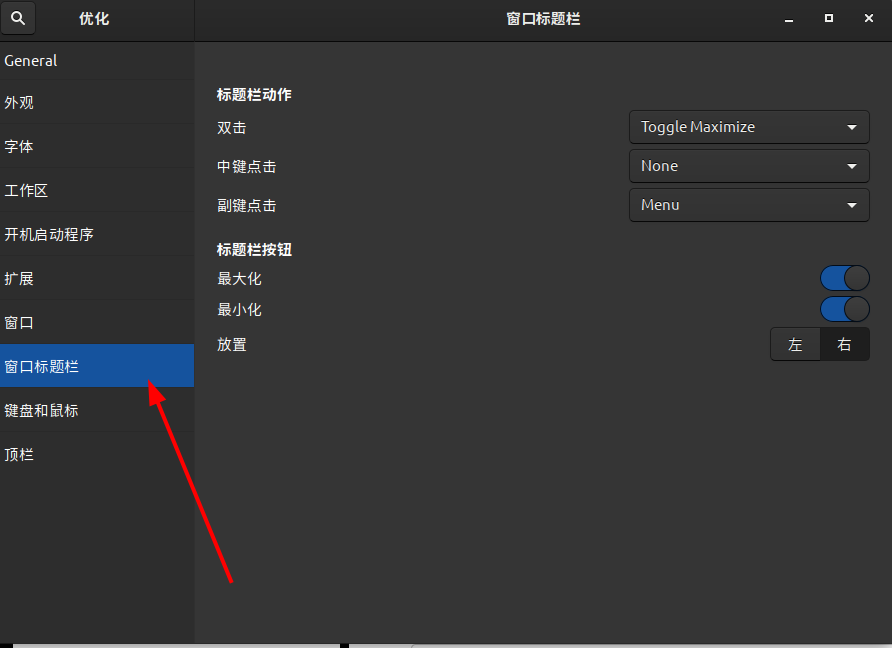 优化
窗口标题栏
General
外观
字体
工作区
开机启动程序
扩展
窗口
窗口标题栏
键盘和鼠标
顶栏
标题栏动作
双击
Toggle Maximize
中键点击
None
副键点击
Menu
标题栏按钮
最大化
最小化
放置
左
右